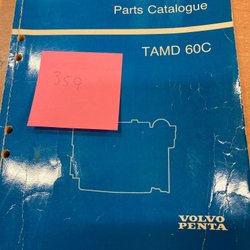 Parts Catalogue
TAMD 60C
359
VOLVO
PENTA